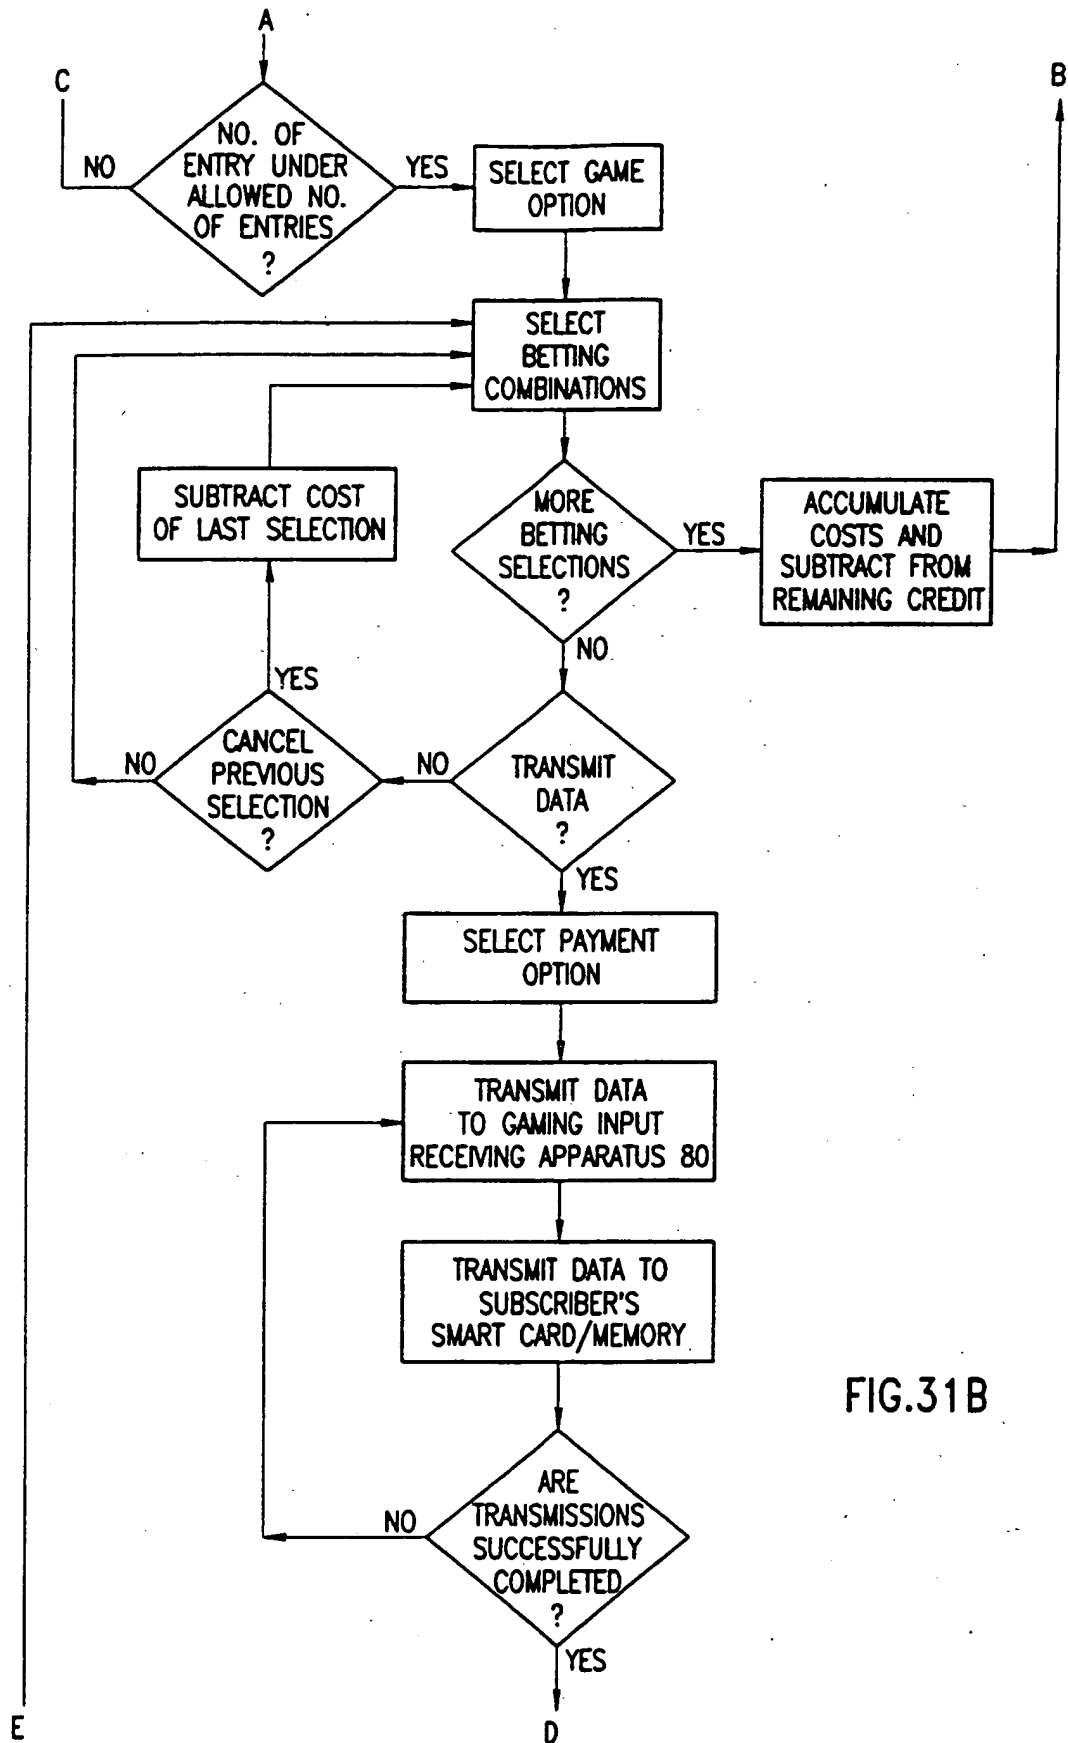 A
C
B
NO. OF
ENTRY UNDER
ALLOWED NO.
OF ENTRIES
?
NO
YES
SELECT GAME
OPTION
SELECT
BETTING
COMBINATIONS
SUBTRACT COST
OF LAST SELECTION
MORE
BETTING
SELECTIONS
?
YES
ACCUMULATE
COSTS AND
SUBTRACT FROM
REMAINING CREDIT
NO
YES
CANCEL
PREVIOUS
SELECTION
?
NO
NO
TRANSMIT
DATA
?
YES
SELECT PAYMENT
OPTION
TRANSMIT DATA
TO GAMING INPUT
RECEIVING APPARATUS 80
TRANSMIT DATA TO
SUBSCRIBER'S
SMART CARD/MEMORY
FIG.31B
ARE
TRANSMISSIONS
SUCCESSFULLY
COMPLETED
?
NO
YES
E
D